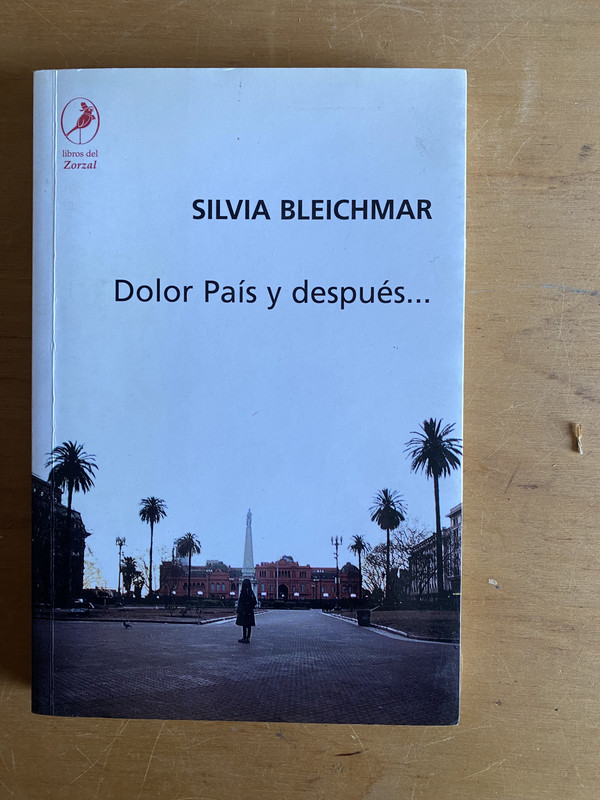 libros del
Zorzal
SILVIA BLEICHMAR
Dolor País y después...